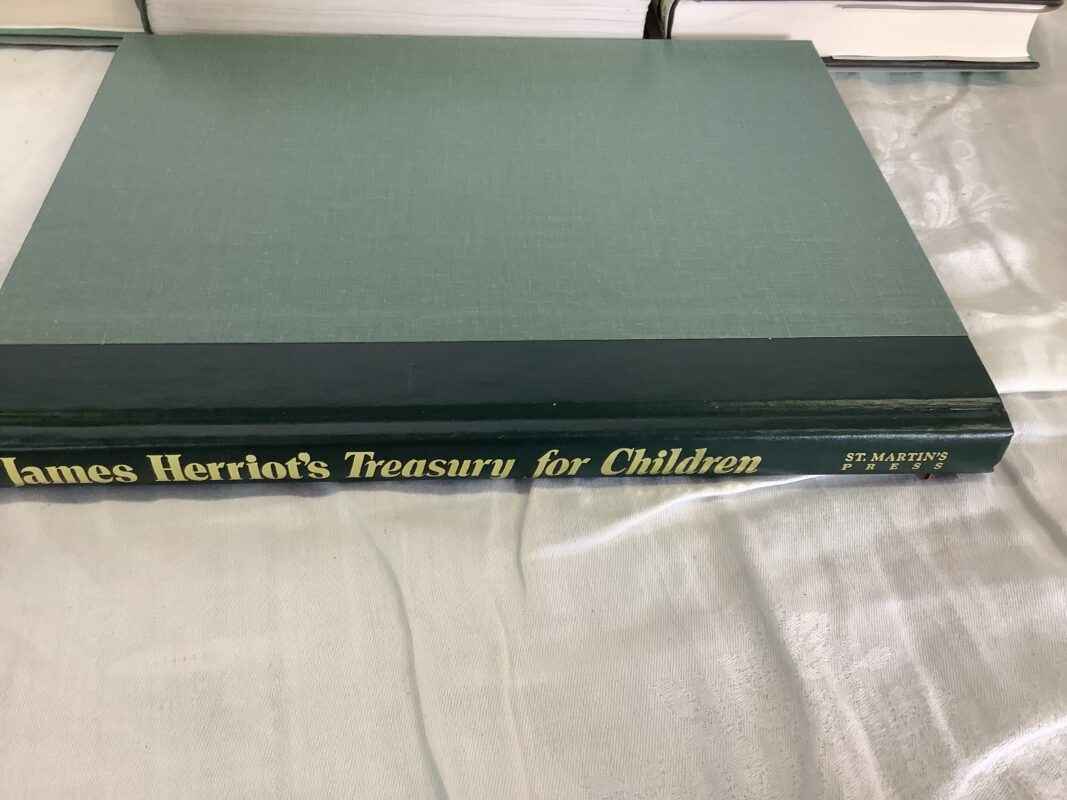 James Herriot's Treasury for Children
ST. MARTIN'S
PRESS